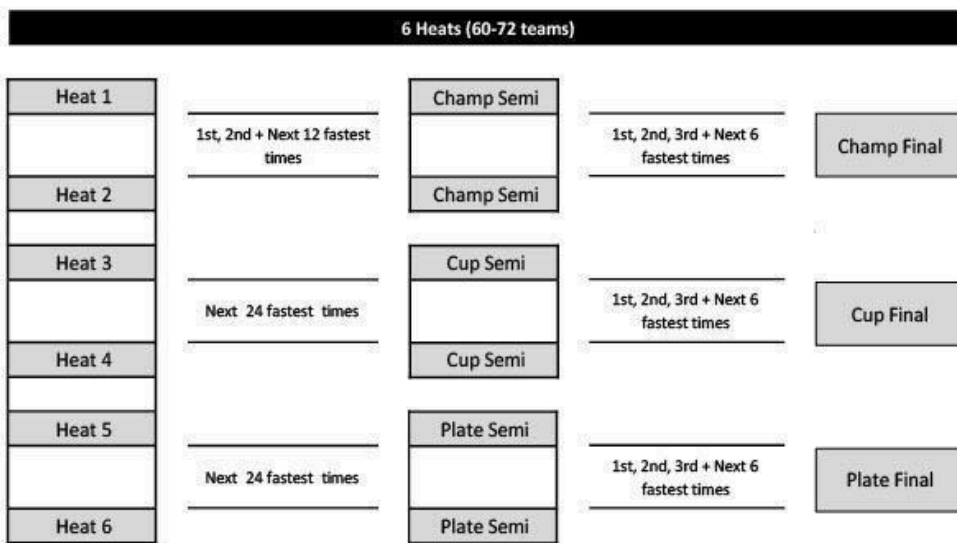 6 Heats (60-72 teams)
Heat 1
Champ Semi
1st, 2nd + Next 12 fastest
times
1st, 2nd, 3rd + Next 6
fastest times
Champ Final
Heat 2
Champ Semi
Heat 3
Cup Semi
Next 24 fastest times
1st, 2nd, 3rd + Next 6
fastest times
Cup Final
Heat 4
Cup Semi
Heat 5
Plate Semi
Next 24 fastest times
1st, 2nd, 3rd + Next 6
fastest times
Plate Final
Heat 6
Plate Semi